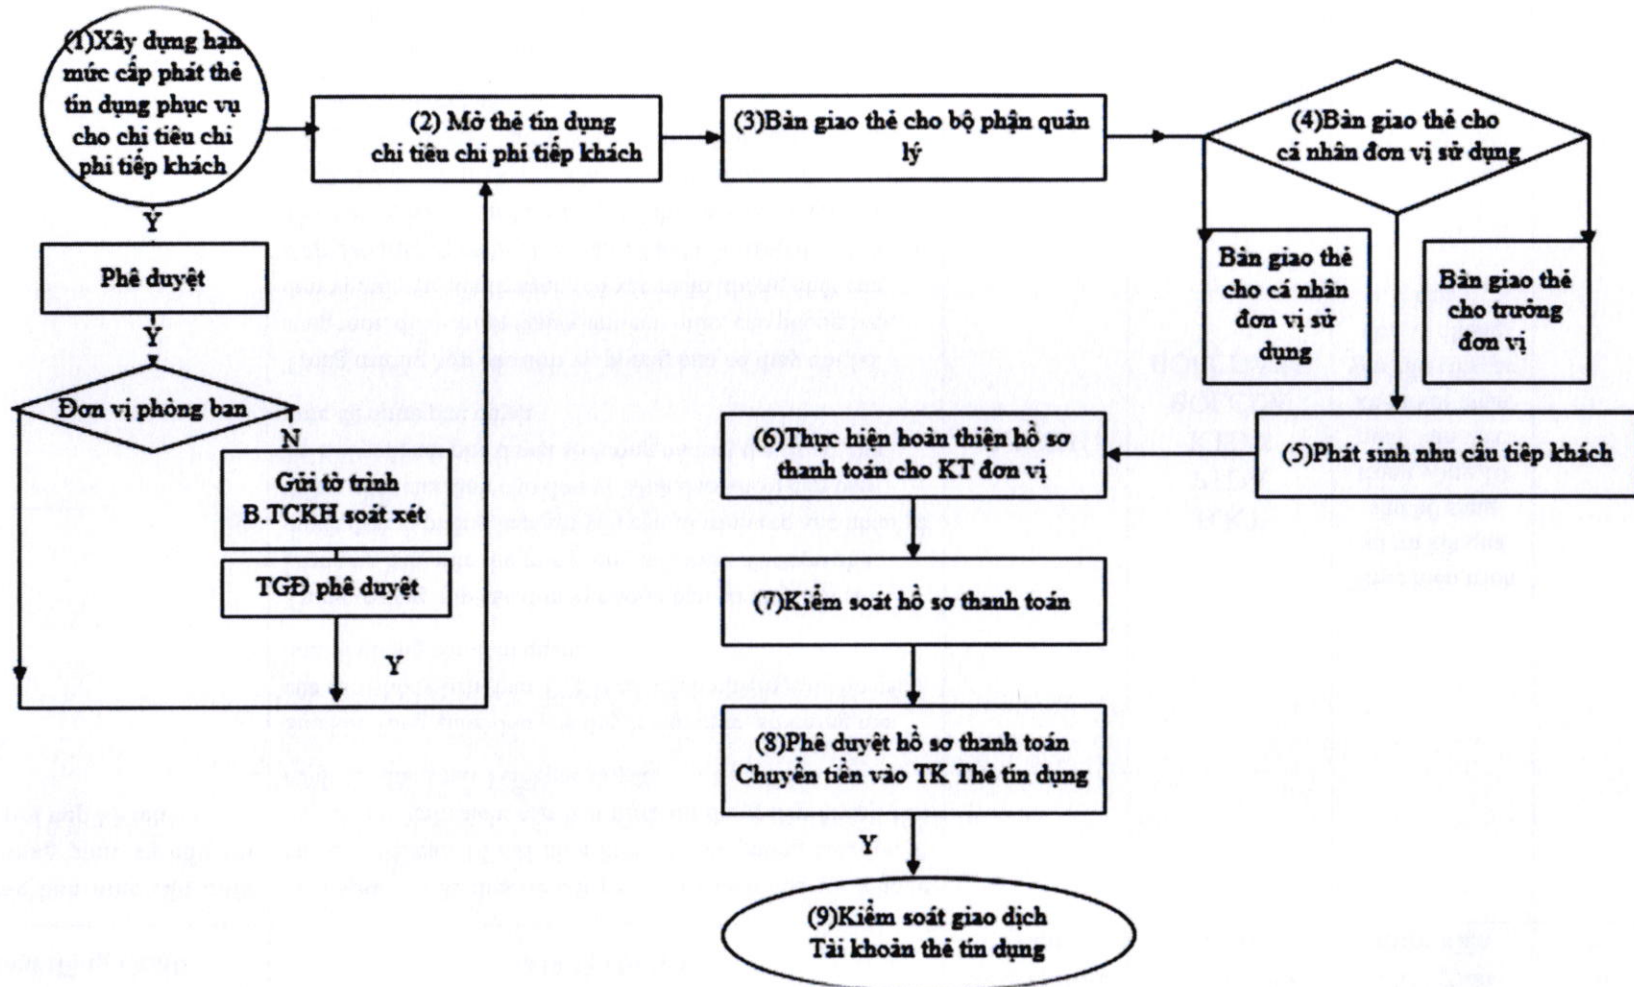 (1)Xây dựng hạn
mức cấp phát thẻ
tín dụng phục vụ
cho chi tiêu chi
phí tiếp khách
Y
Phê duyệt
Y
Đơn vị phòng ban
N
Gửi tờ trình
B.TCKH soát xét
TGĐ phê duyệt
Y
(2) Mở thẻ tín dụng
chi tiêu chi phí tiếp khách
(3)Bàn giao thẻ cho bộ phận quản
lý
(4)Bàn giao thẻ cho
cá nhân đơn vị sử dụng
Bàn giao thẻ
cho cá nhân
đơn vị sử
dụng
Bàn giao thẻ
cho trưởng
đơn vị
(5)Phát sinh nhu cầu tiếp khách
(6)Thực hiện hoàn thiện hồ sơ
thanh toán cho KT đơn vị
(7)Kiểm soát hồ sơ thanh toán
(8)Phê duyệt hồ sơ thanh toán
Chuyển tiền vào TK Thẻ tín dụng
Y
(9)Kiểm soát giao dịch
Tài khoản thẻ tín dụng